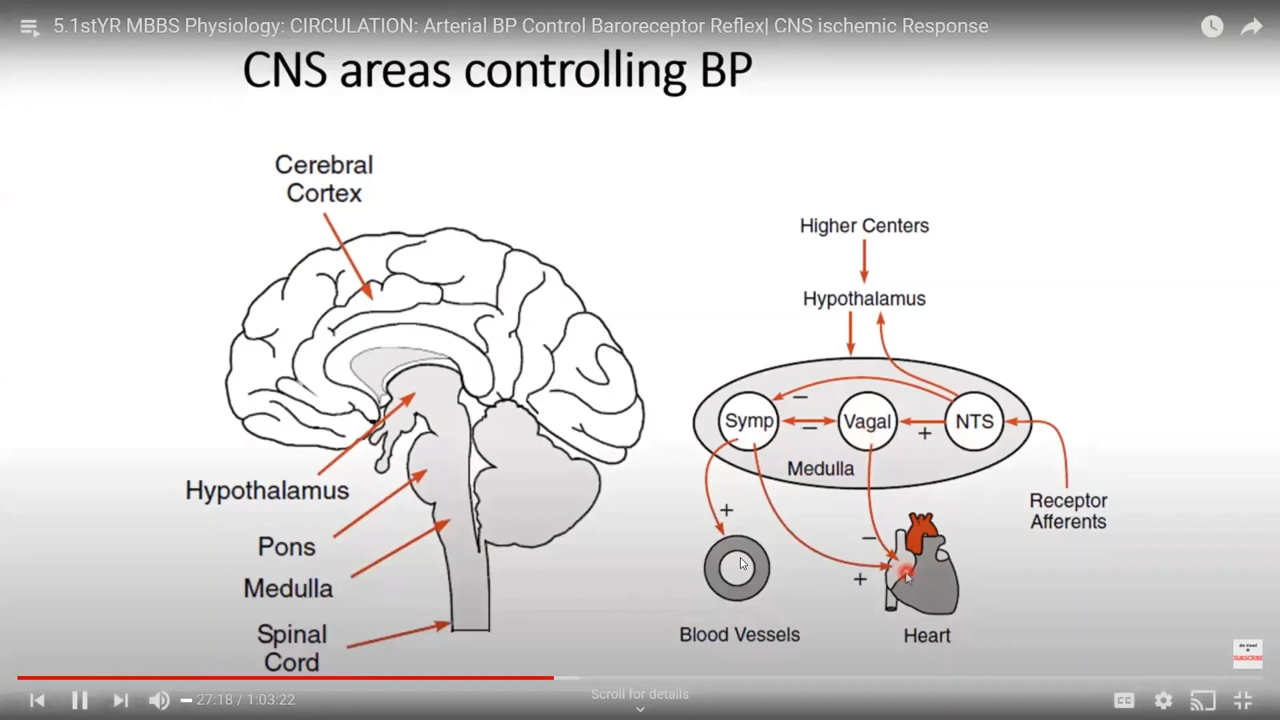 5.1stYR MBBS Physiology: CIRCULATION: Arterial BP Control Baroreceptor Reflex| CNS ischemic Response
CNS areas controlling BP
Cerebral
Cortex
Hypothalamus
Pons
Medulla
Spinal
Cord
Higher Centers
Hypothalamus
Symp
−
−
Vagal
+
NTS
Medulla
Receptor
Afferents
+
−
+
Blood Vessels
Heart
SUBSCRIBE
27:18 / 1:03:22
Scroll for details
CC